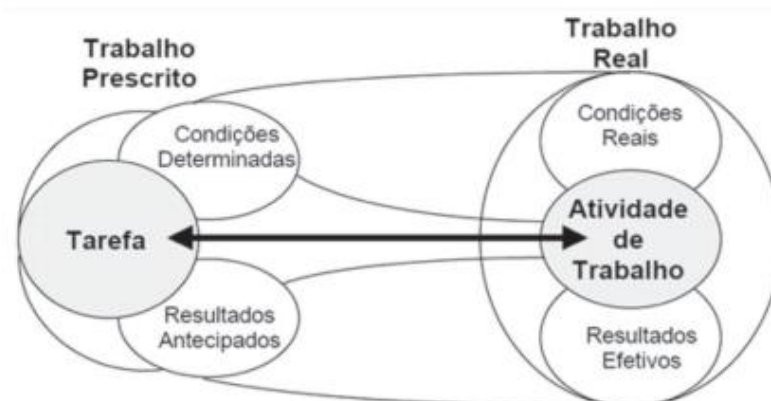 Trabalho
Prescrito
Condições
Determinadas
Tarefa
Resultados
Antecipados
Trabalho
Real
Condições
Reais
Atividade
de
Trabalho
Resultados
Efetivos